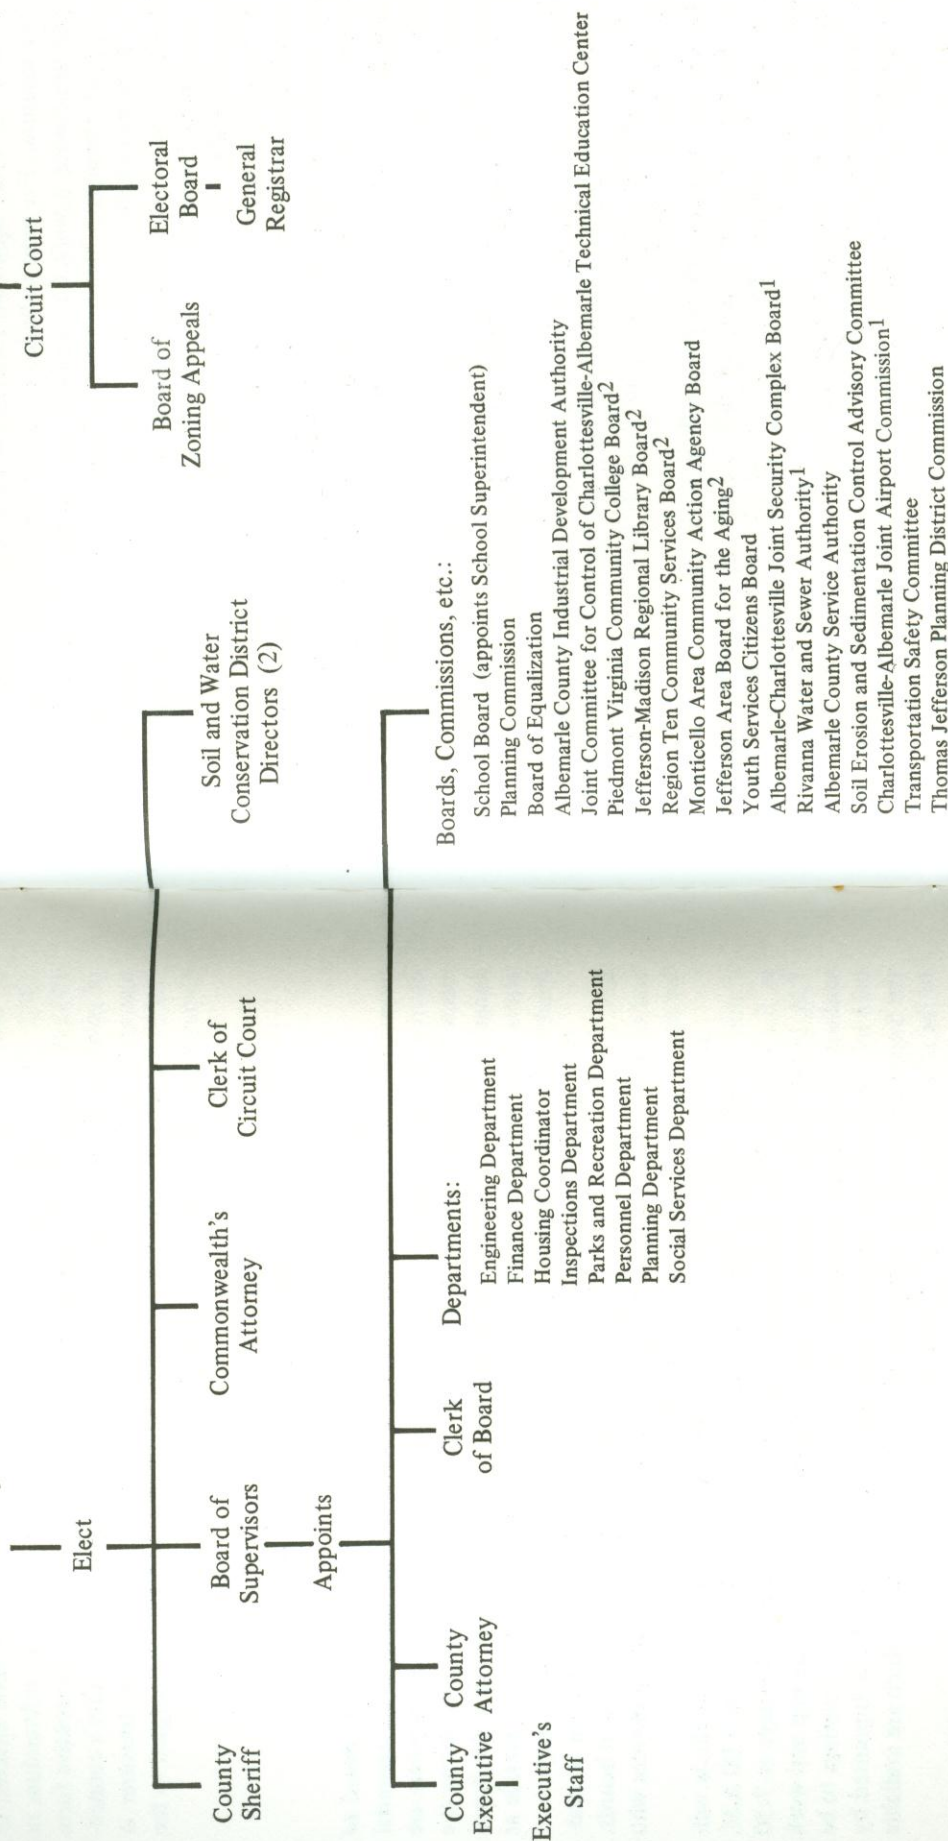 Circuit Court
Board of
Zoning Appeals
Electoral
Board
General
Registrar
Elect
County
Sheriff
Board of
Supervisors
Commonwealth's
Attorney
Clerk of
Circuit Court
Soil and Water
Conservation District
Directors (2)
Appoints
County
Executive
Executive's
Staff
County
Attorney
Clerk
of Board
Departments:
Engineering Department
Finance Department
Housing Coordinator
Inspections Department
Parks and Recreation Department
Personnel Department
Planning Department
Social Services Department
Boards, Commissions, etc.:
School Board (appoints School Superintendent)
Planning Commission
Board of Equalization
Albemarle County Industrial Development Authority
Joint Committee for Control of Charlottesville-Albemarle Technical Education Center
Piedmont Virginia Community College Board²
Jefferson-Madison Regional Library Board²
Region Ten Community Services Board²
Monticello Area Community Action Agency Board
Jefferson Area Board for the Aging²
Youth Services Citizens Board
Albemarle-Charlottesville Joint Security Complex Board¹
Rivanna Water and Sewer Authority¹
Albemarle County Service Authority
Soil Erosion and Sedimentation Control Advisory Committee
Charlottesville-Albemarle Joint Airport Commission¹
Transportation Safety Committee
Thomas Jefferson Planning District Commission